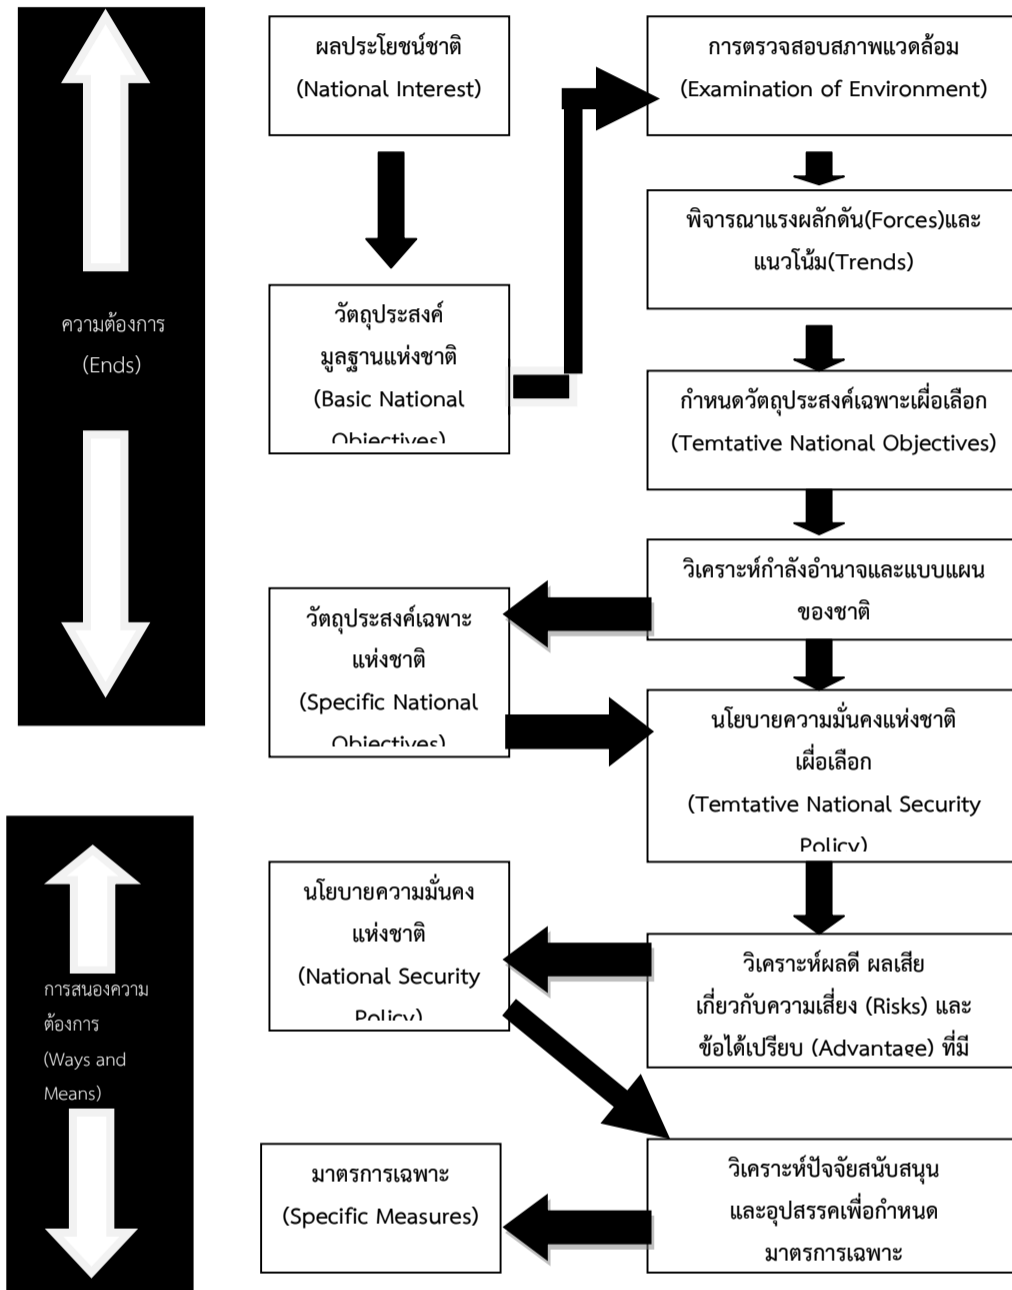 ความต้องการ
(Ends)
ผลประโยชน์ชาติ
(National Interest)
การตรวจสอบสภาพแวดล้อม
(Examination of Environment)
พิจารณาแรงผลักดัน(Forces)และ
แนวโน้ม(Trends)
วัตถุประสงค์
มูลฐานแห่งชาติ
(Basic National
Objectives)
กำหนดวัตถุประสงค์เฉพาะเผื่อเลือก
(Temtative National Objectives)
วิเคราะห์กำลังอำนาจและแบบแผน
ของชาติ
วัตถุประสงค์เฉพาะ
แห่งชาติ
(Specific National
Objectives)
นโยบายความมั่นคงแห่งชาติ
เผื่อเลือก
(Temtative National Security
Policy)
การสนองความ
ต้องการ
(Ways and
Means)
นโยบายความมั่นคง
แห่งชาติ
(National Security
Policy)
วิเคราะห์ผลดี ผลเสีย
เกี่ยวกับความเสี่ยง (Risks) และ
ข้อได้เปรียบ (Advantage) ที่มี
มาตรการเฉพาะ
(Specific Measures)
วิเคราะห์ปัจจัยสนับสนุน
และอุปสรรคเพื่อกำหนด
มาตรการเฉพาะ